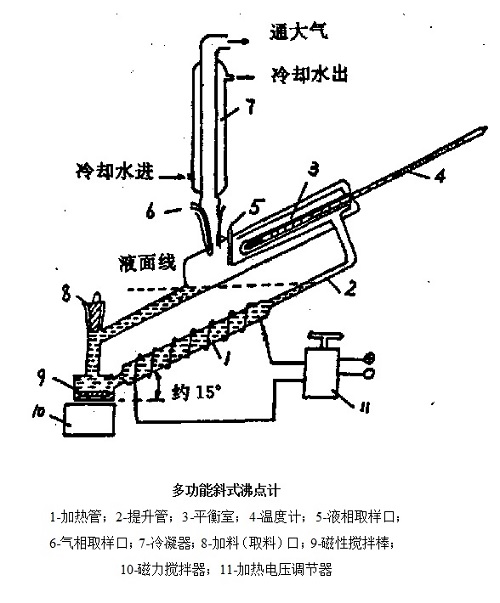 通大气
冷却水出
7
冷却水进
6
5
3
4
液面线
8
2
1
9
约 15°
10
11
多功能斜式沸点计
1-加热管；2-提升管；3-平衡室；4-温度计；5-液相取样口；
6-气相取样口；7-冷凝器；8-加料（取料）口；9-磁性搅拌棒；
10-磁力搅拌器；11-加热电压调节器